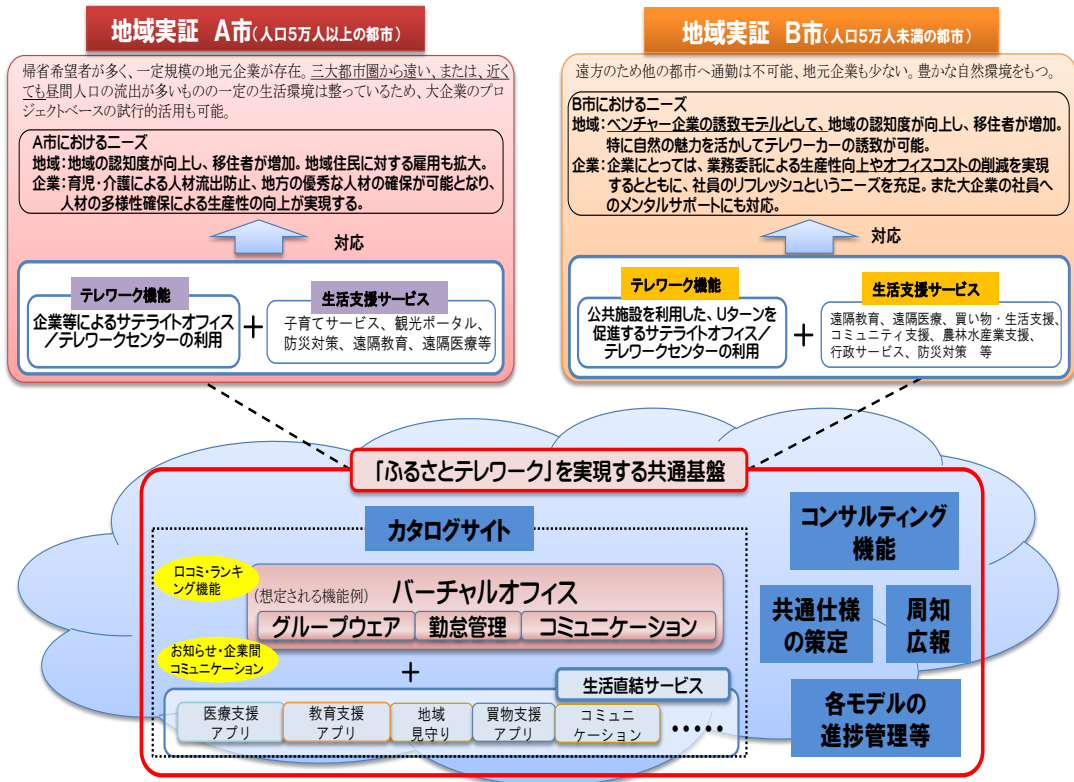 地域実証 A市(人口5万人以上の都市)
帰省希望者が多く、一定規模の地元企業が存在。三大都市圏から遠い、または、近く
ても昼間人口の流出が多いものの一定の生活環境は整っているため、大企業のプロ
ジェクトベースの試行的活用も可能。
A市におけるニーズ
地域:地域の認知度が向上し、移住者が増加。地域住民に対する雇用も拡大。
企業:育児・介護による人材流出防止、地方の優秀な人材の確保が可能となり、
人材の多様性確保による生産性の向上が実現する。
対応
テレワーク機能
企業等によるサテライトオフィス
/テレワークセンターの利用
+
生活支援サービス
子育てサービス、観光ポータル、
防災対策、遠隔教育、遠隔医療等
地域実証 B市(人口5万人未満の都市)
遠方のため他の都市へ通勤は不可能、地元企業も少ない。豊かな自然環境をもつ。
B市におけるニーズ
地域:ベンチャー企業の誘致モデルとして、地域の認知度が向上し、移住者が増加。
特に自然の魅力を活かしてテレワーカーの誘致が可能。
企業:企業にとっては、業務委託による生産性向上やオフィスコストの削減を実現
するとともに、社員のリフレッシュというニーズを充足。また大企業の社員へ
のメンタルサポートにも対応。
対応
テレワーク機能
公共施設を利用した、Uターンを
促進するサテライトオフィス/
テレワークセンターの利用
+
生活支援サービス
遠隔教育、遠隔医療、買い物・生活支援、
コミュニティ支援、農林水産業支援、
行政サービス、防災対策 等
「ふるさとテレワーク」を実現する共通基盤
カタログサイト
口コミ・ランキ
ング機能
(想定される機能例) バーチャルオフィス
グループウェア 勤怠管理 コミュニケーション
お知らせ・企業間
コミュニケーション
+
生活直結サービス
医療支援
アプリ
教育支援
アプリ
地域
見守り
買物支援
アプリ
コミュニ
ケーション
・・・・・
コンサルティング
機能
共通仕様
の策定
周知
広報
各モデルの
進捗管理等